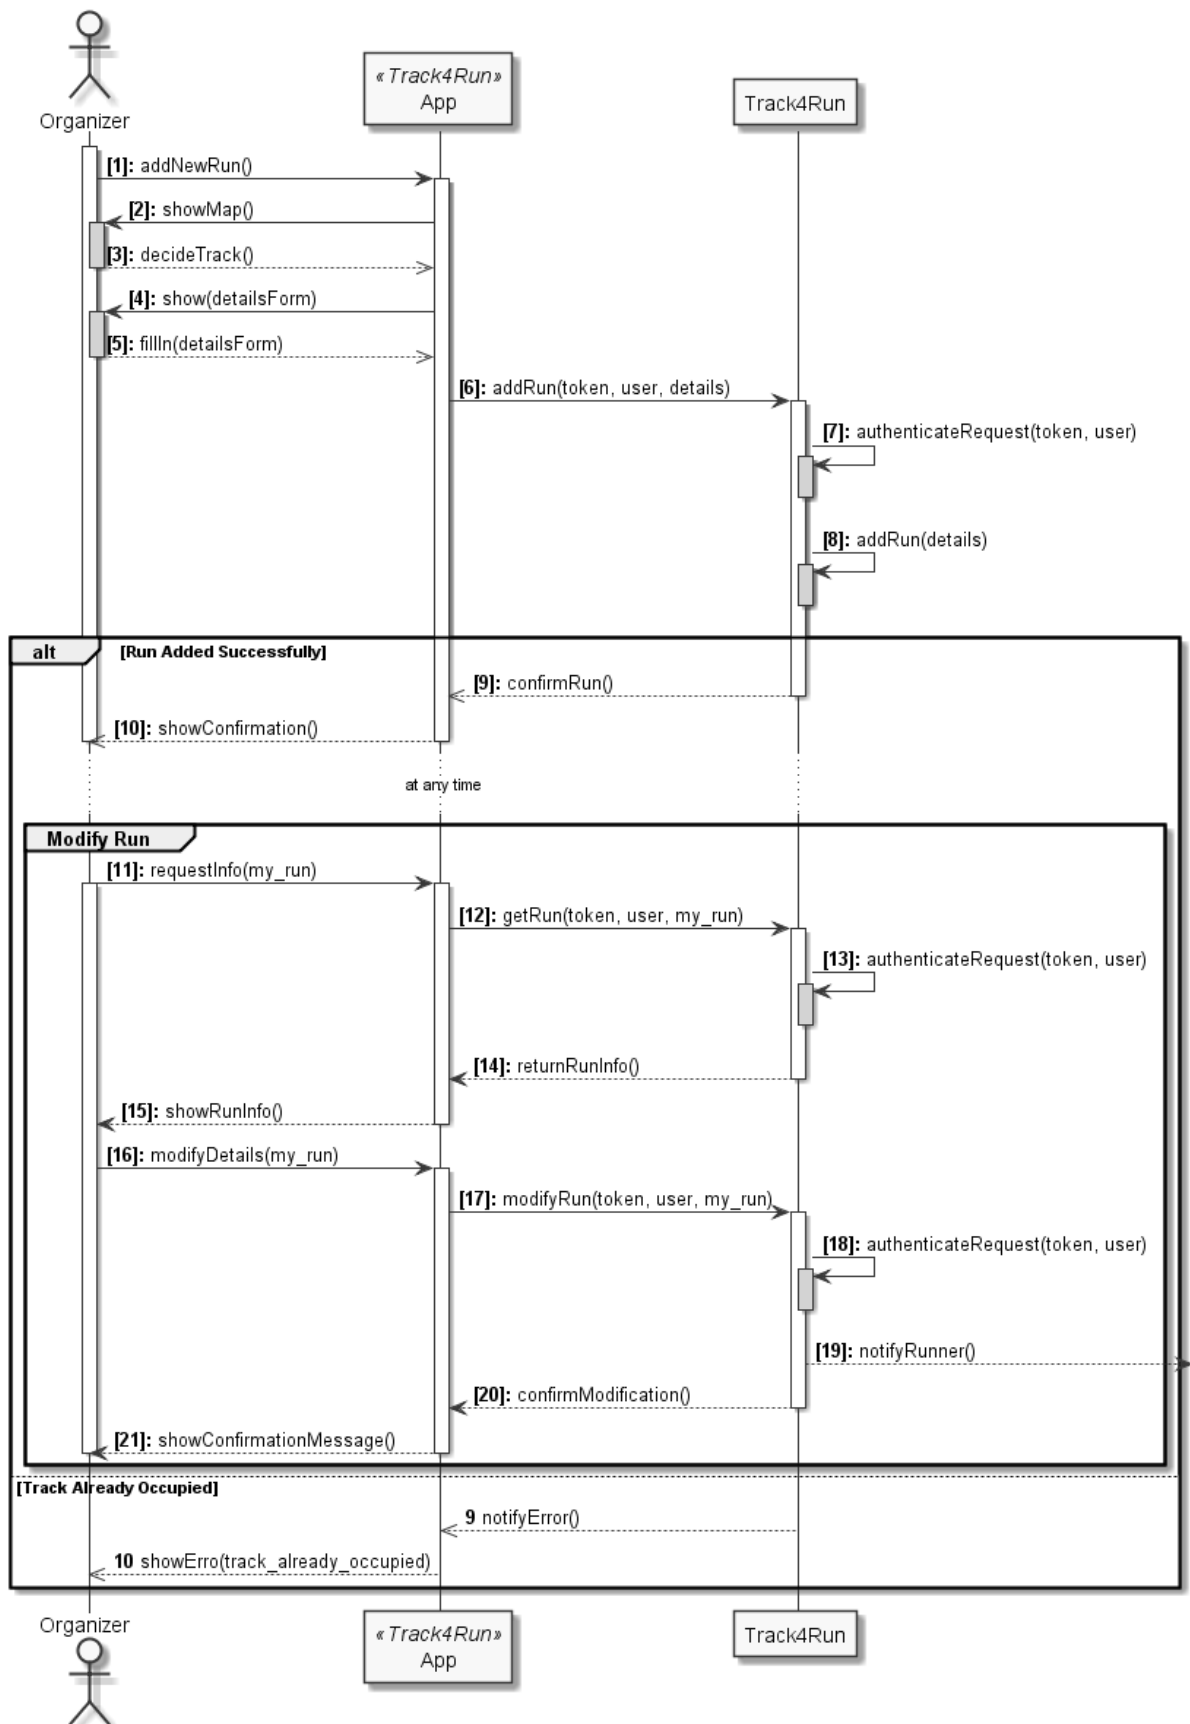 Organizer
«Track4Run»
App
Track4Run
[1]: addNewRun()
[2]: showMap()
[3]: decideTrack()
[4]: show(detailsForm)
[5]: fillIn(detailsForm)
[6]: addRun(token, user, details)
[7]: authenticateRequest(token, user)
[8]: addRun(details)
alt [Run Added Successfully]
[9]: confirmRun()
[10]: showConfirmation()
at any time
Modify Run
[11]: requestInfo(my_run)
[12]: getRun(token, user, my_run)
[13]: authenticateRequest(token, user)
[14]: returnRunInfo()
[15]: showRunInfo()
[16]: modifyDetails(my_run)
[17]: modifyRun(token, user, my_run)
[18]: authenticateRequest(token, user)
[19]: notifyRunner()
[20]: confirmModification()
[21]: showConfirmationMessage()
[Track Already Occupied]
9 notifyError()
10 showErro(track_already_occupied)
Organizer
«Track4Run»
App
Track4Run